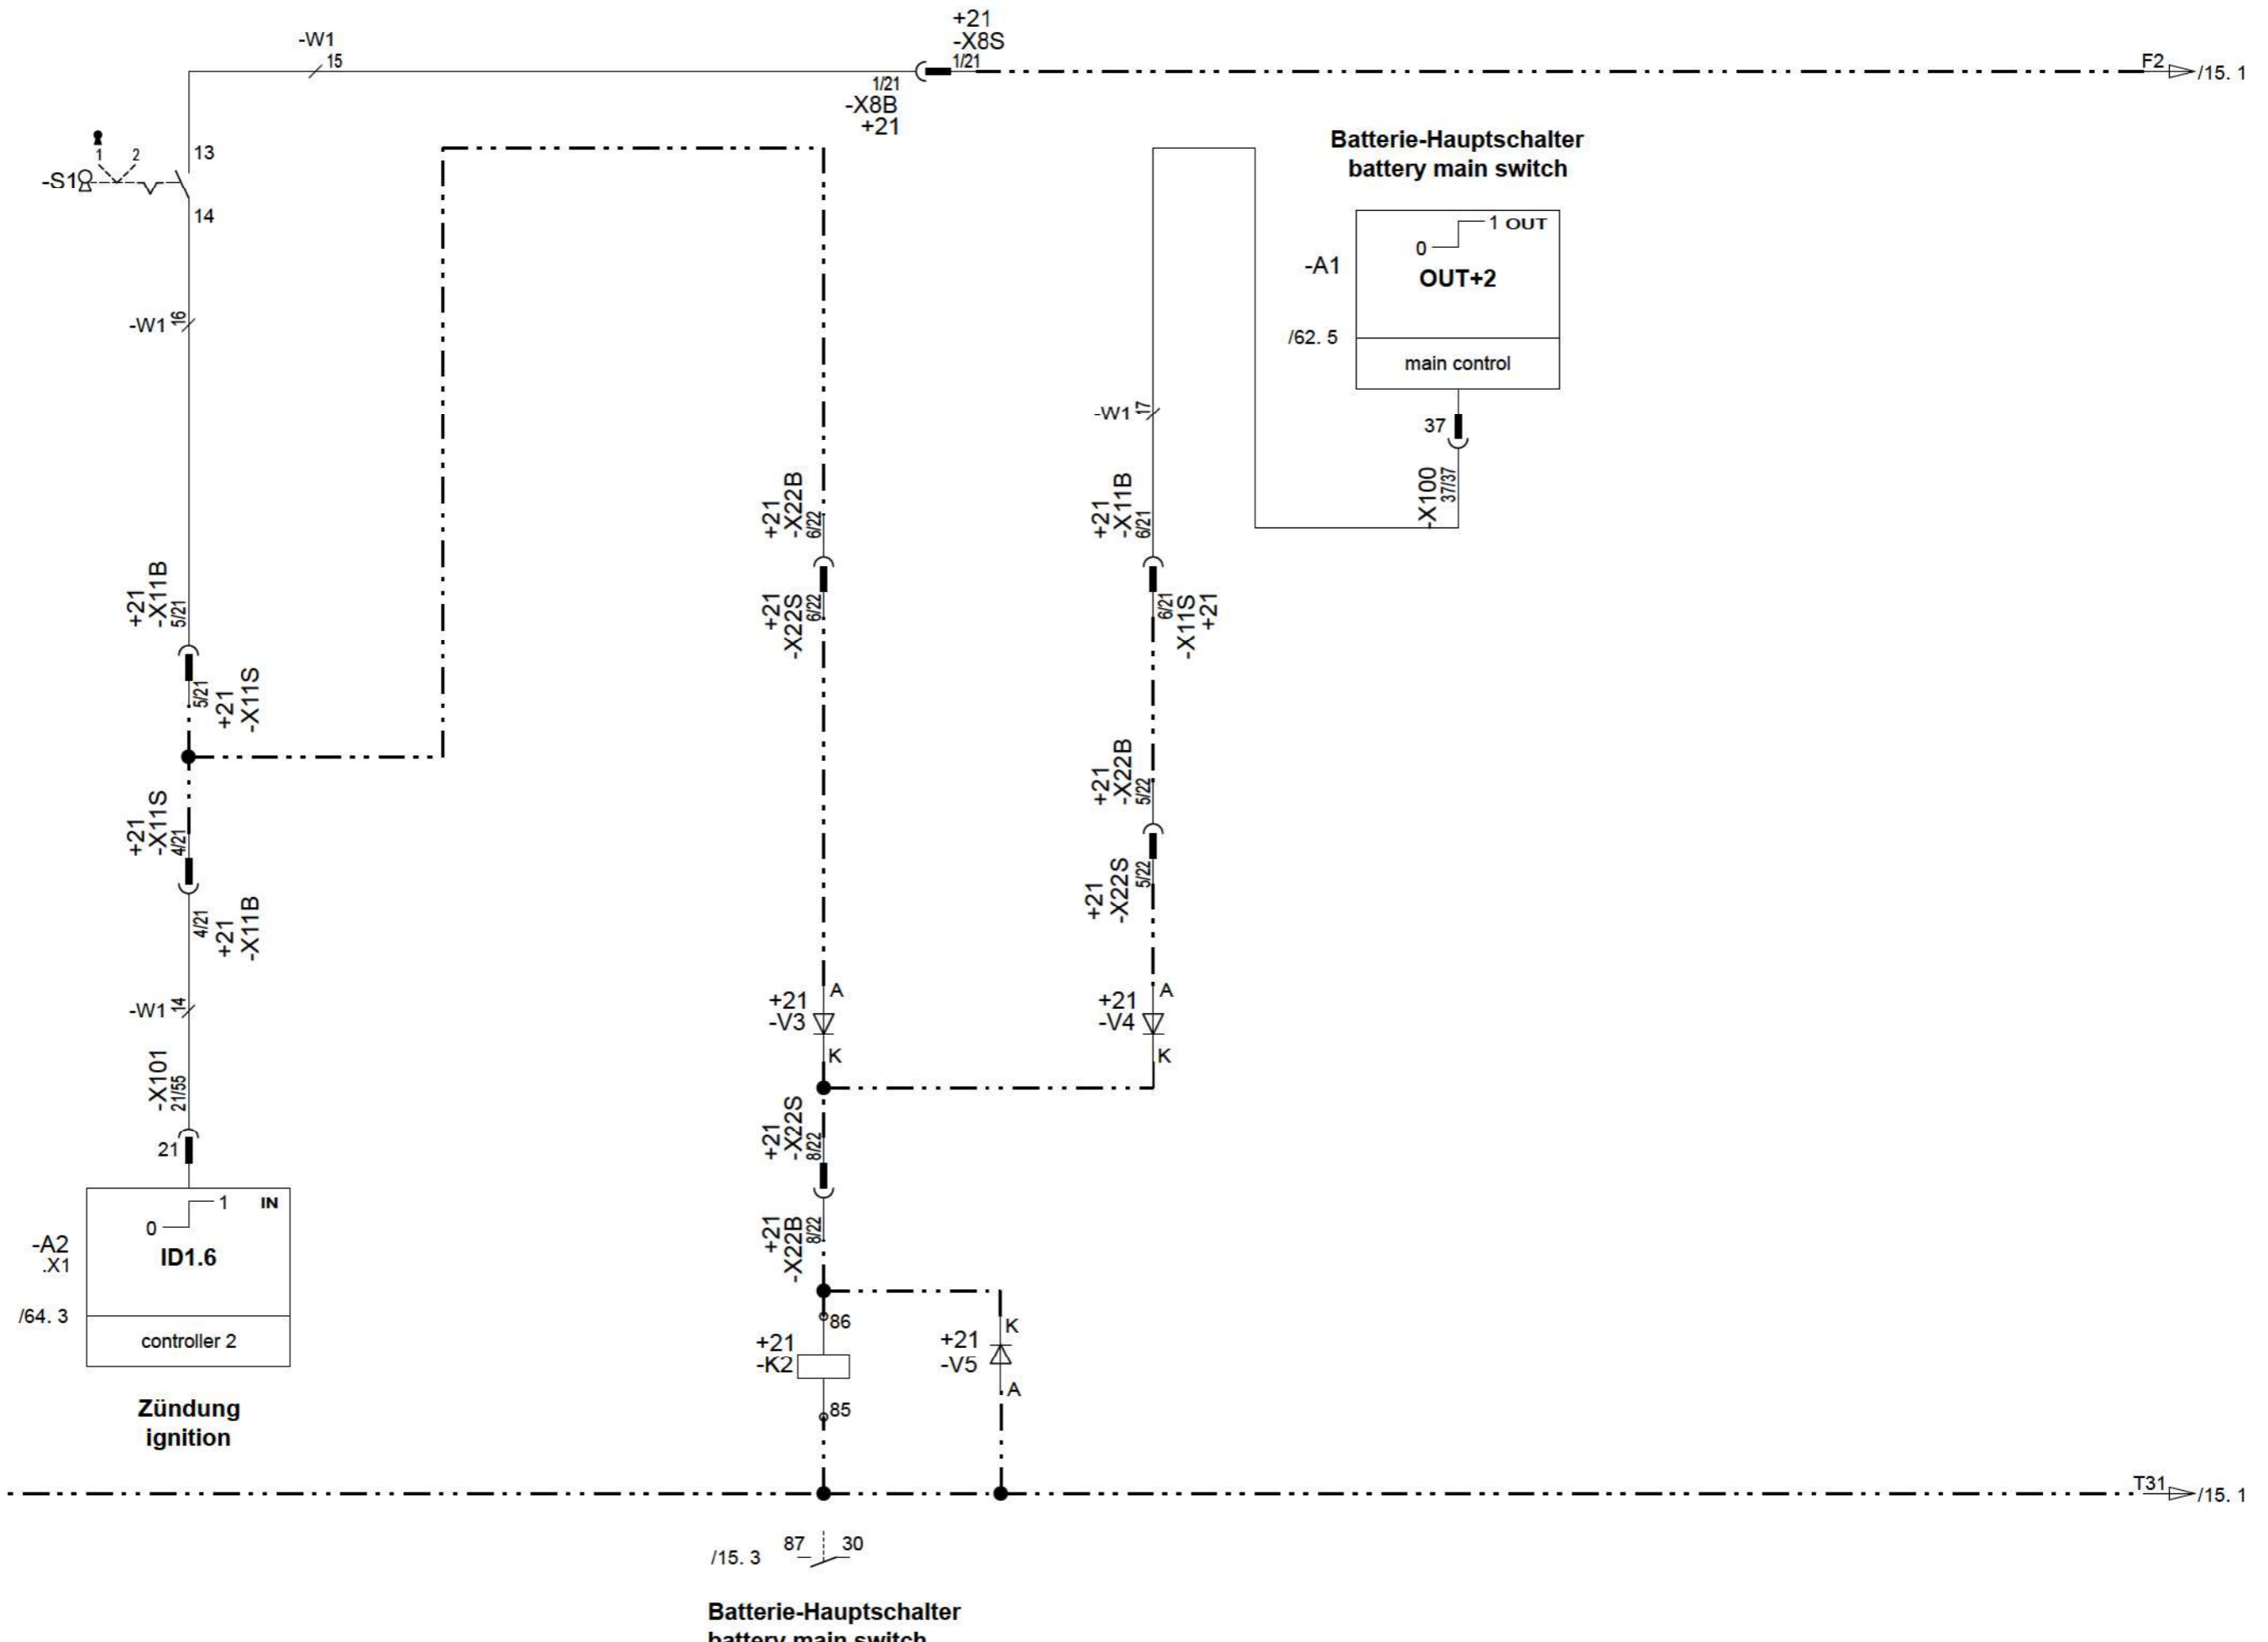 +21
-X8S
1/21
-W1
15
1/21
-X8B
+21
F2
/15. 1
Batterie-Hauptschalter
battery main switch
1 OUT
0
OUT+2
-A1
/62. 5
main control
37
-X100
37/37
1
2
13
-S1
14
-W1
16
-W1
17
+21
-X22B
6/22
+21
-X22S
6/22
+21
-X11B
6/21
6/21
-X11S
+21
+21
-X11B
5/21
5/21
+21
-X11S
+21
-X11S
4/21
4/21
+21
-X11B
+21
-X22B
5/22
+21
-X22S
5/22
-W1
14
-X101
21/55
21
+21
-V3
A
K
+21
-V4
A
K
+21
-X22S
8/22
+21
-X22B
8/22
1 IN
0
ID1.6
-A2
.X1
/64. 3
controller 2
Zündung
ignition
86
+21
-K2
85
K
+21
-V5
A
T31
/15. 1
/15. 3
87
30
Batterie-Hauptschalter
battery main switch